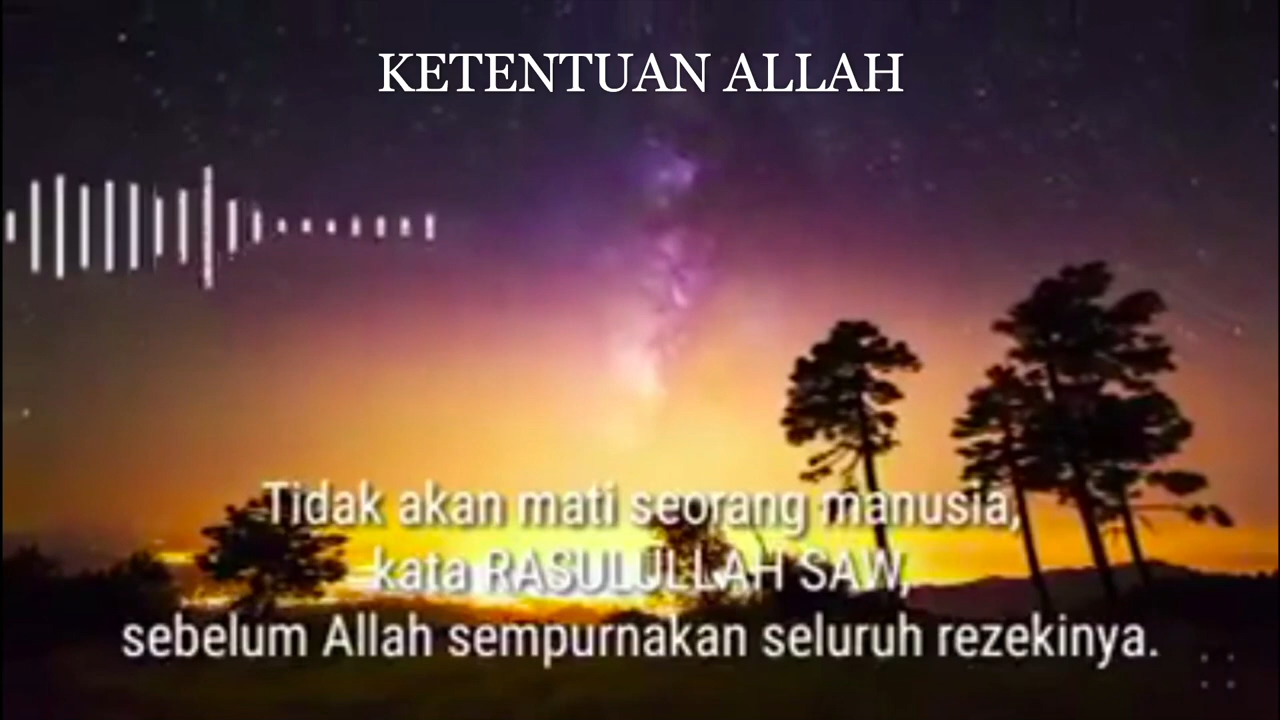 KETENTUAN ALLAH
Tidak akan mati seorang manusia,
kata RASULULLAH SAW,
sebelum Allah sempurnakan seluruh rezekinya.